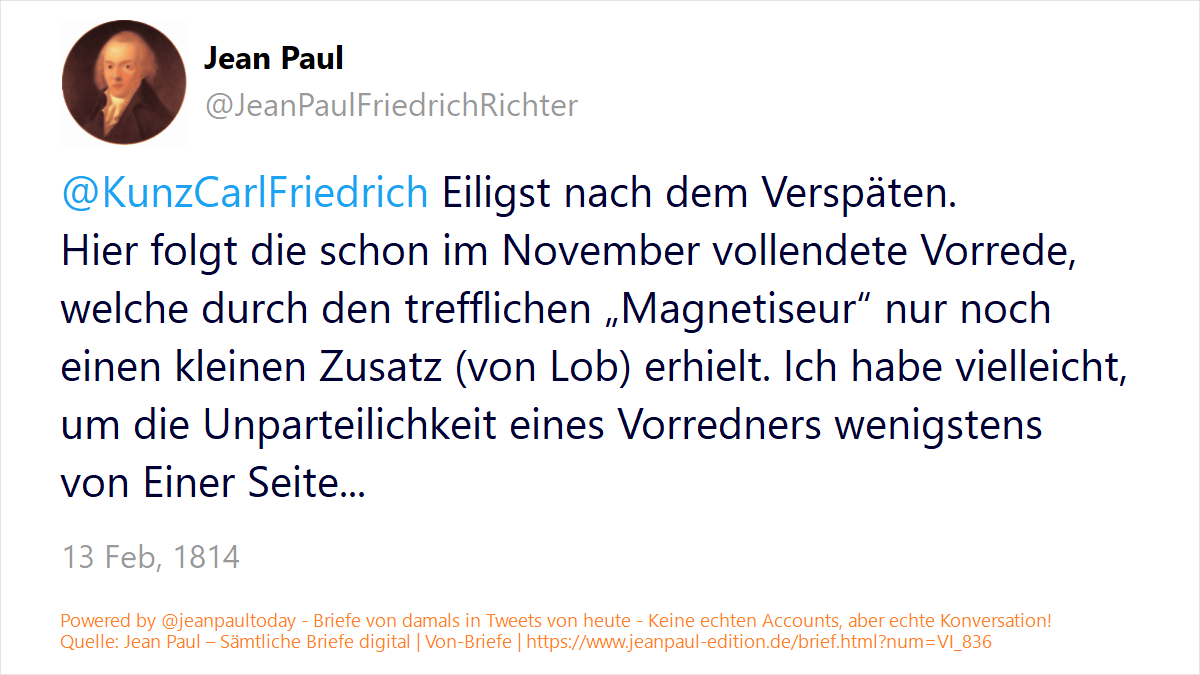 Jean Paul
@JeanPaulFriedrichRichter
@KunzCarlFriedrich Eiligst nach dem Verspäten.
Hier folgt die schon im November vollendete Vorrede,
welche durch den trefflichen „Magnetiseur“ nur noch
einen kleinen Zusatz (von Lob) erhielt. Ich habe vielleicht,
um die Unparteilichkeit eines Vorredners wenigstens
von Einer Seite...
13 Feb, 1814
Powered by @jeanpaultoday - Briefe von damals in Tweets von heute - Keine echten Accounts, aber echte Konversation!
Quelle: Jean Paul – Sämtliche Briefe digital | Von-Briefe | https://www.jeanpaul-edition.de/brief.html?num=VI_836